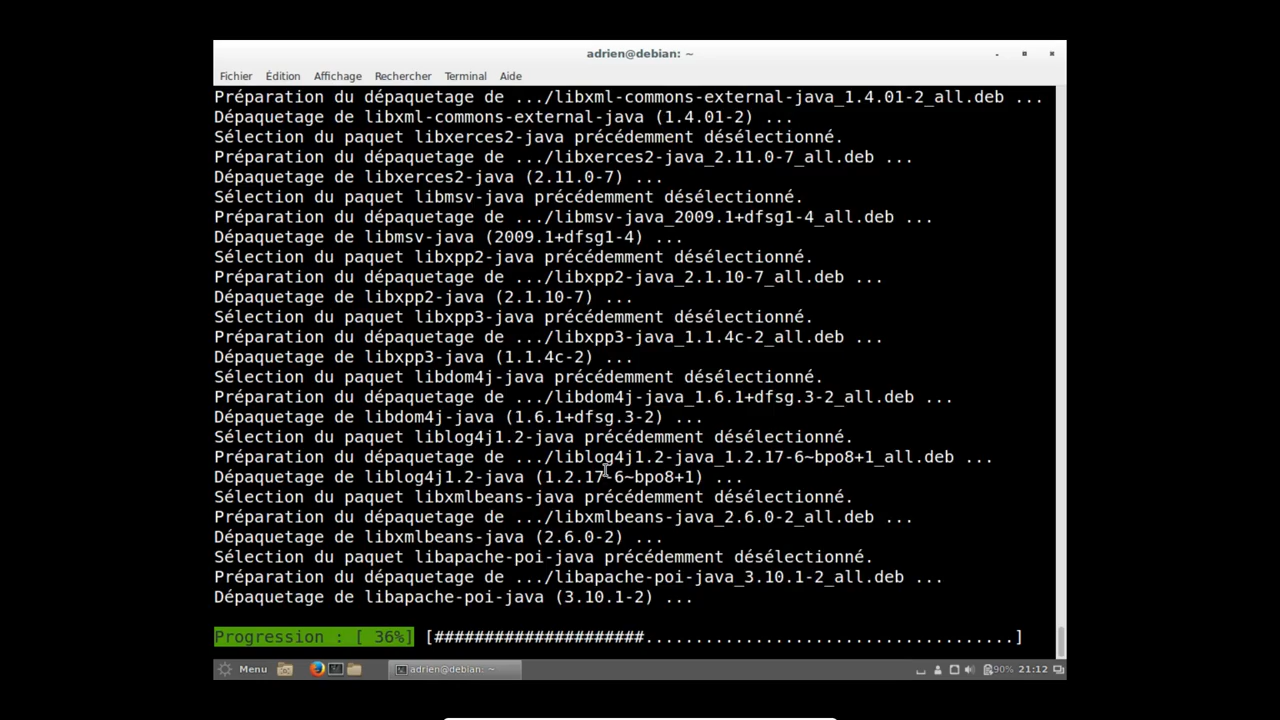 adrien@debian: ~
Fichier Édition Affichage Rechercher Terminal Aide
Préparation du dépaquetage de .../libxml-commons-external-java_1.4.01-2_all.deb ...
Dépaquetage de libxml-commons-external-java (1.4.01-2) ...
Sélection du paquet libxerces2-java précédemment désélectionné.
Préparation du dépaquetage de .../libxerces2-java_2.11.0-7_all.deb ...
Dépaquetage de libxerces2-java (2.11.0-7) ...
Sélection du paquet libmsv-java précédemment désélectionné.
Préparation du dépaquetage de .../libmsv-java_2009.1+dfsg1-4_all.deb ...
Dépaquetage de libmsv-java (2009.1+dfsg1-4) ...
Sélection du paquet libxpp2-java précédemment désélectionné.
Préparation du dépaquetage de .../libxpp2-java_2.1.10-7_all.deb ...
Dépaquetage de libxpp2-java (2.1.10-7) ...
Sélection du paquet libxpp3-java précédemment désélectionné.
Préparation du dépaquetage de .../libxpp3-java_1.1.4c-2_all.deb ...
Dépaquetage de libxpp3-java (1.1.4c-2) ...
Sélection du paquet libdom4j-java précédemment désélectionné.
Préparation du dépaquetage de .../libdom4j-java_1.6.1+dfsg.3-2_all.deb ...
Dépaquetage de libdom4j-java (1.6.1+dfsg.3-2) ...
Sélection du paquet liblog4j1.2-java précédemment désélectionné.
Préparation du dépaquetage de .../liblog4j1.2-java_1.2.17-6~bpo8+1_all.deb ...
Dépaquetage de liblog4j1.2-java (1.2.17-6~bpo8+1) ...
Sélection du paquet libxmlbeans-java précédemment désélectionné.
Préparation du dépaquetage de .../libxmlbeans-java_2.6.0-2_all.deb ...
Dépaquetage de libxmlbeans-java (2.6.0-2) ...
Sélection du paquet libapache-poi-java précédemment désélectionné.
Préparation du dépaquetage de .../libapache-poi-java_3.10.1-2_all.deb ...
Dépaquetage de libapache-poi-java (3.10.1-2) ...
Progression : [ 36%] [#####################.....................................]
Menu adrien@debian: ~ 90% 21:12